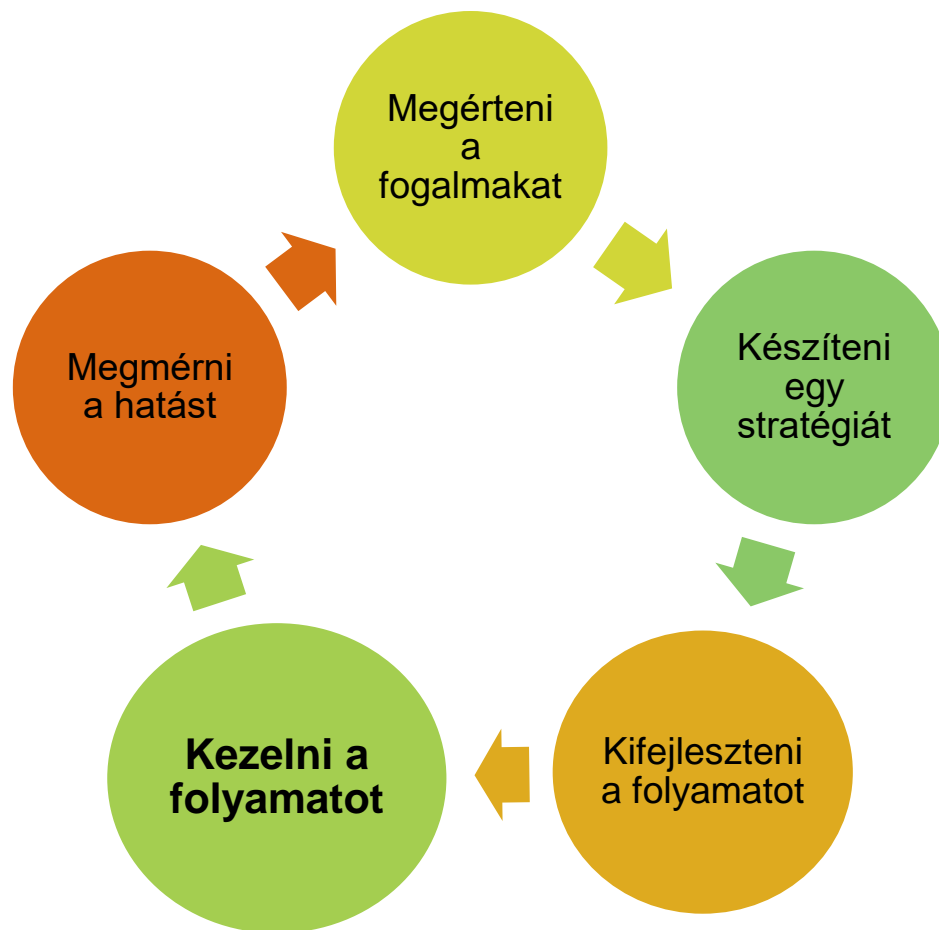 Megérteni
a
fogalmakat
Készíteni
egy
stratégiát
Kifejleszteni
a folyamatot
Kezelni a
folyamatot
Megmérni
a hatást